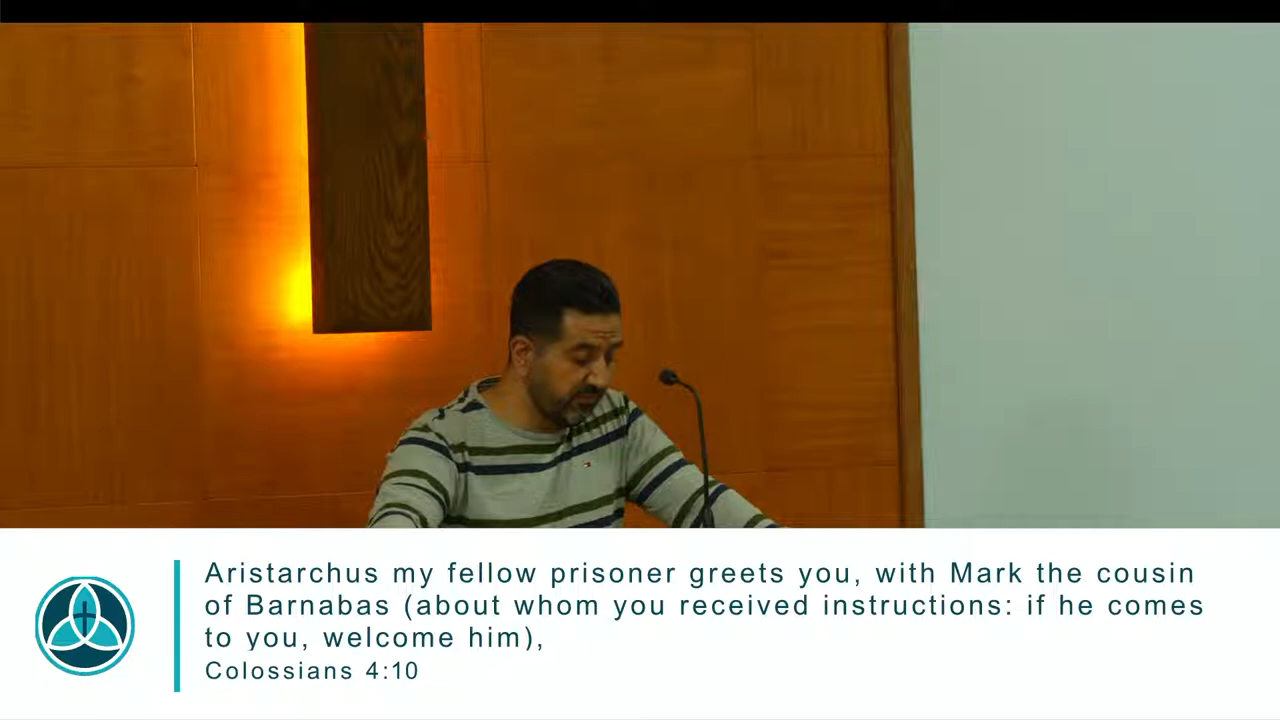 Aristarchus my fellow prisoner greets you, with Mark the cousin
of Barnabas (about whom you received instructions: if he comes
to you, welcome him),
Colossians 4:10